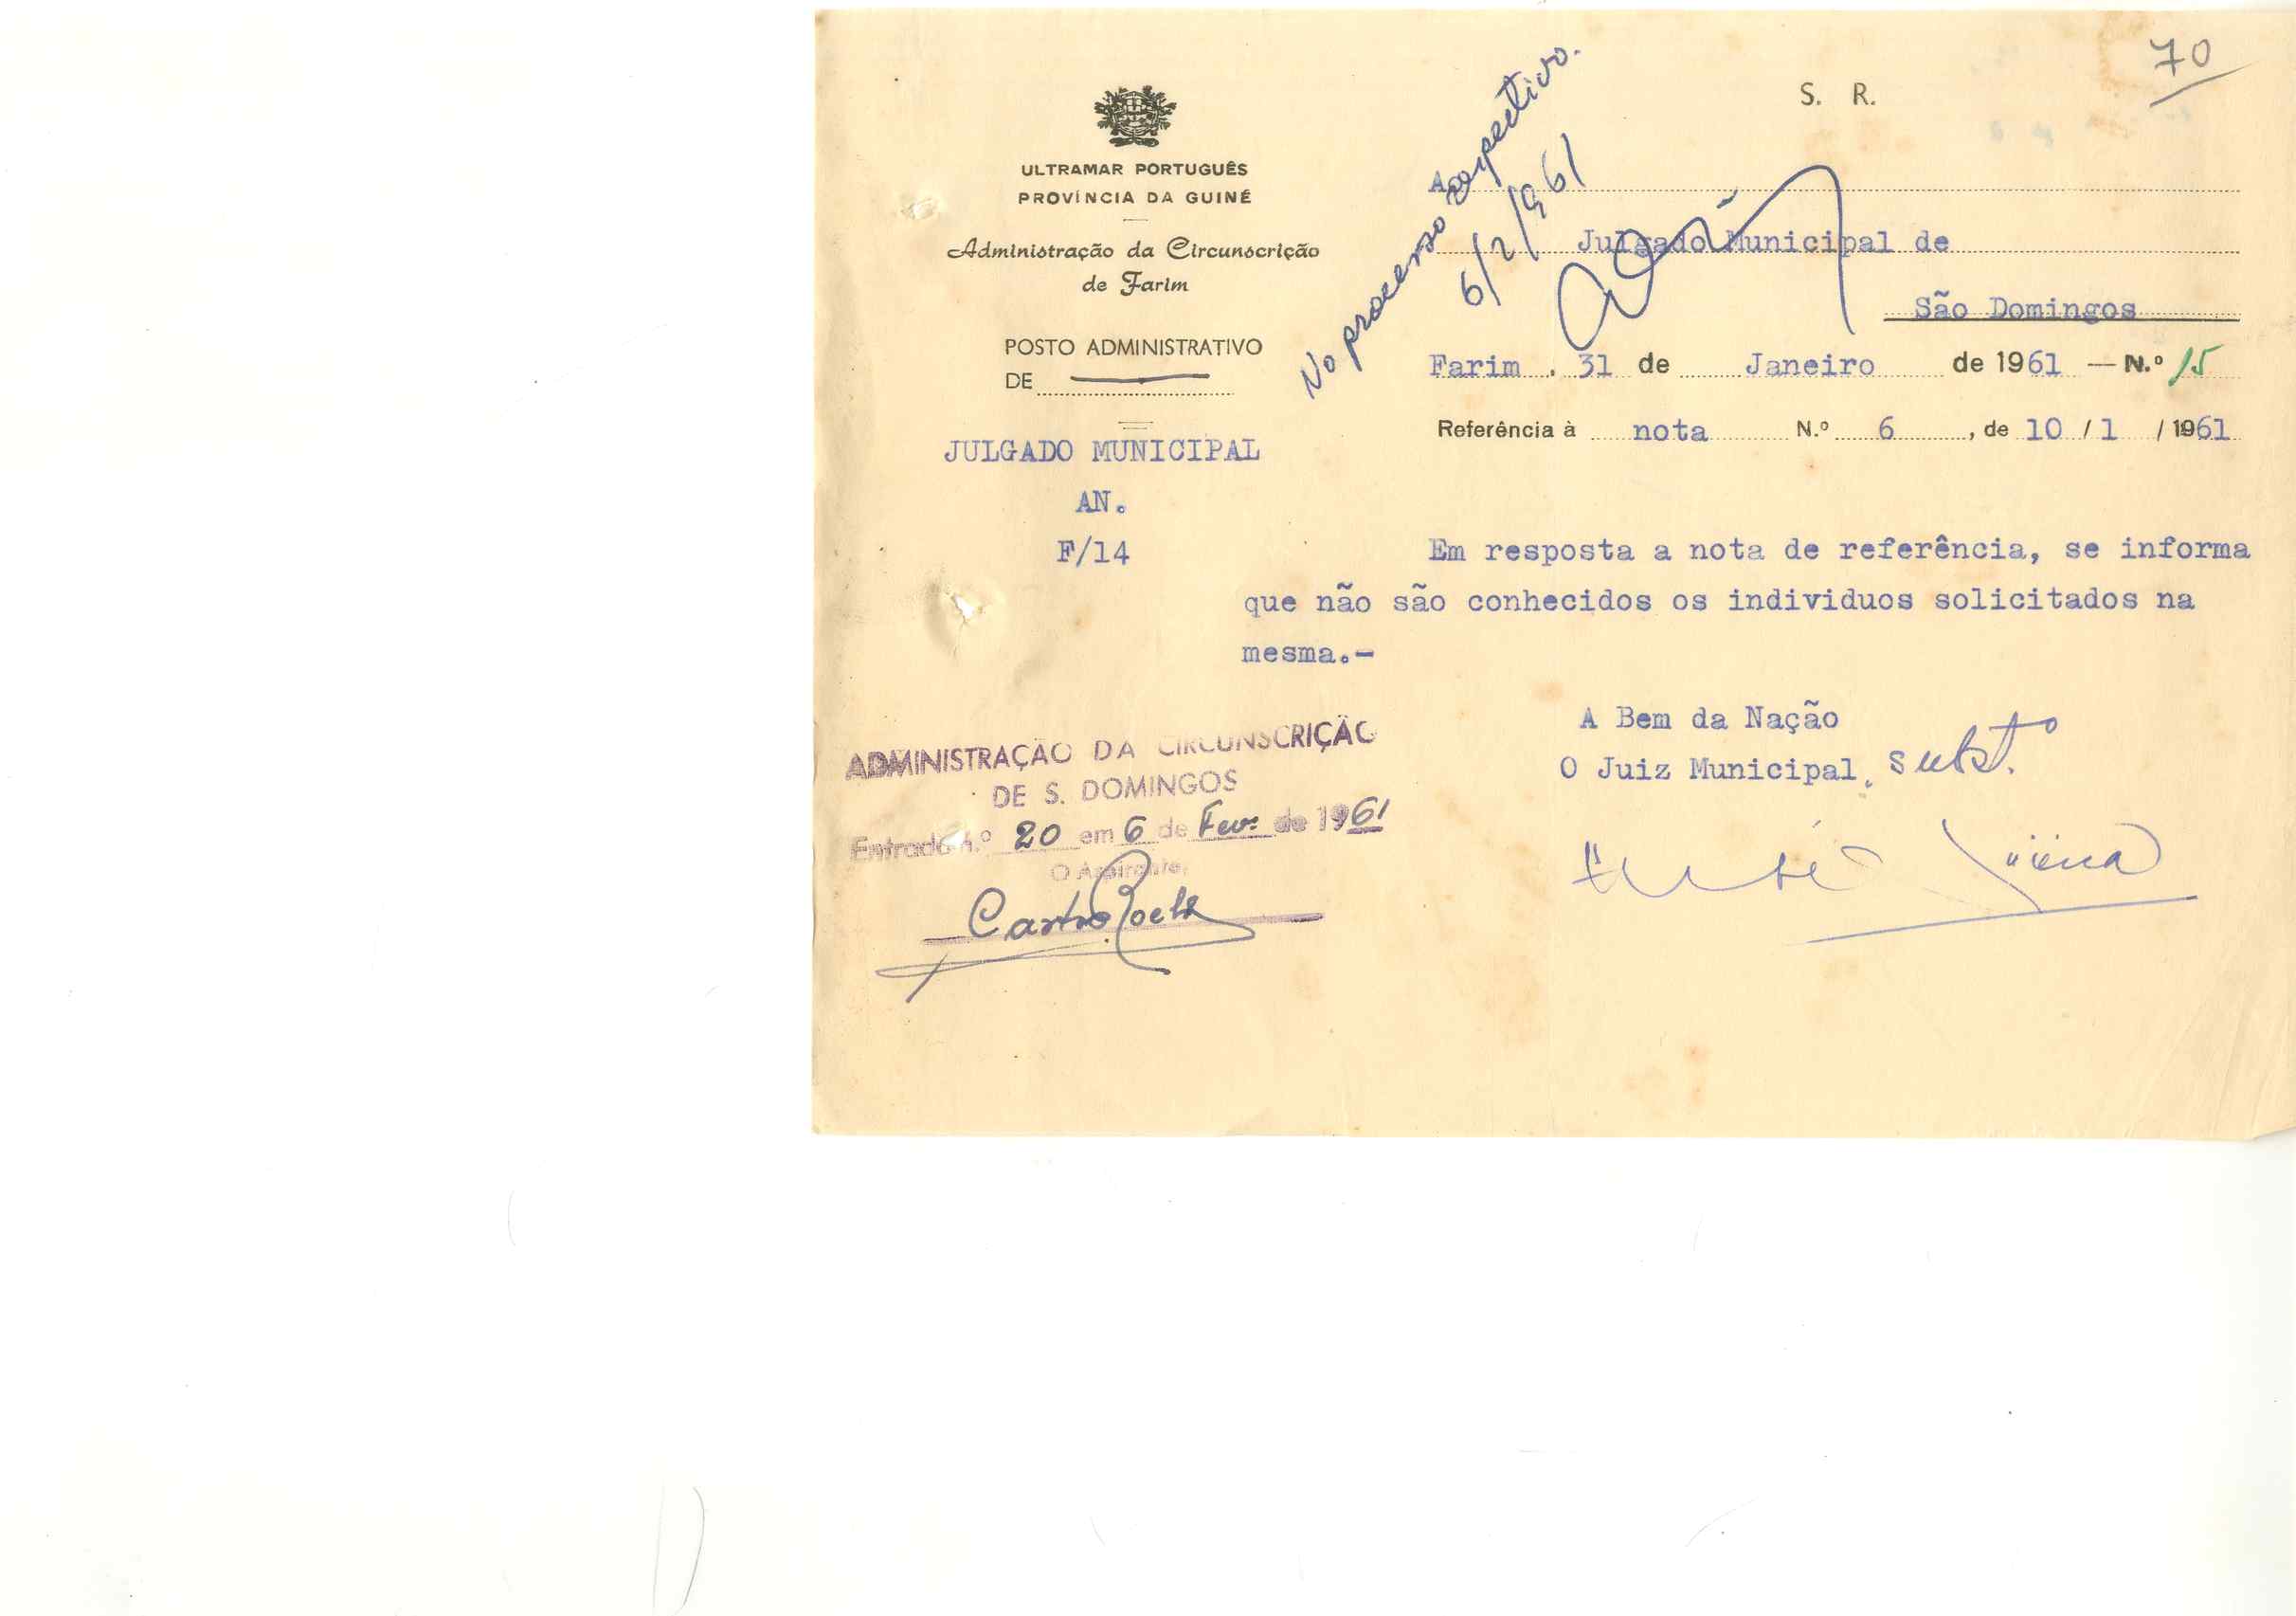 70
S. R.
ULTRAMAR PORTUGUÊS
PROVÍNCIA DA GUINÉ
Administração da Circunscrição
de Farim
POSTO ADMINISTRATIVO
DE
JULGADO MUNICIPAL
AN.
F/14
No processo respectivo.
6/2/961
A
Julgado Municipal de
São Domingos
Farim , 31 de Janeiro de 1961 — N.º 15
Referência à nota N.º 6 , de 10 / 1 / 1961
Em resposta a nota de referência, se informa
que não são conhecidos os individuos solicitados na
mesma.-
A Bem da Nação
O Juiz Municipal, substº
ADMINISTRAÇÃO DA CIRCUNSCRIÇÃO
DE S. DOMINGOS
Entrada n.º 20 em 6 de Fev. de 1961
O Aspirante,
Castro